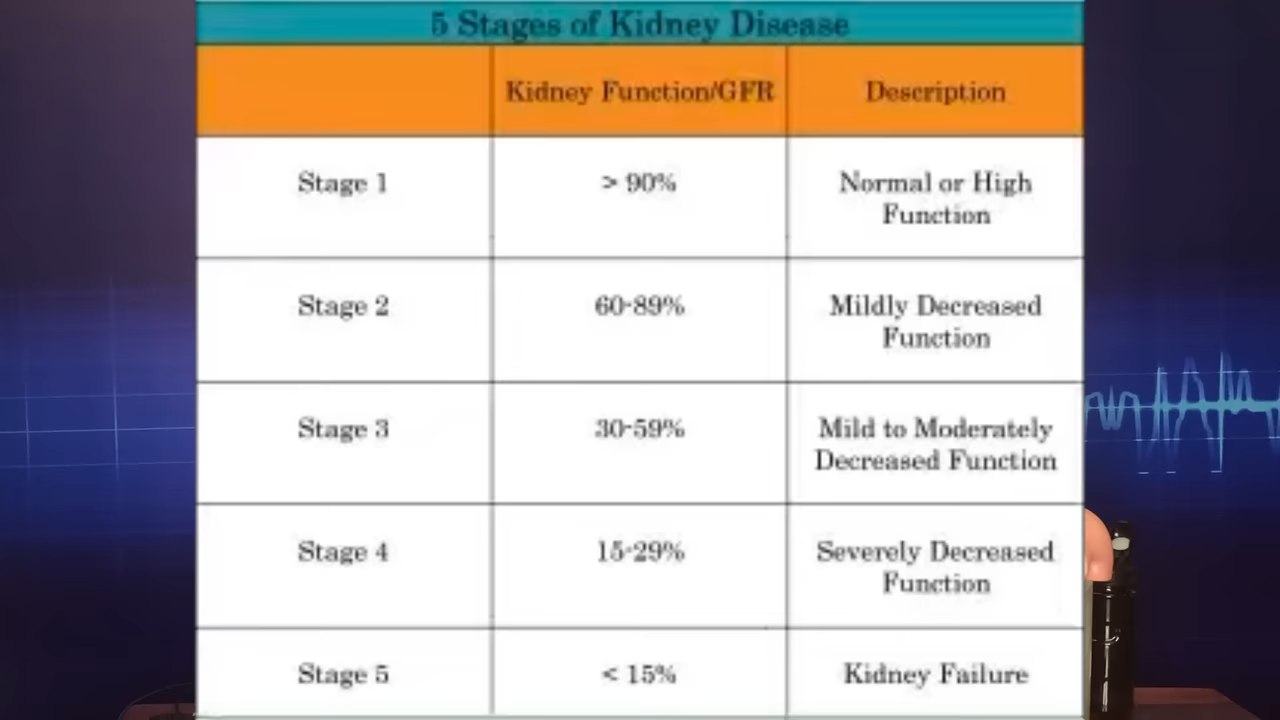 5 Stages of Kidney Disease
Kidney Function/GFR
Description
Stage 1
> 90%
Normal or High
Function
Stage 2
60-89%
Mildly Decreased
Function
Stage 3
30-59%
Mild to Moderately
Decreased Function
Stage 4
15-29%
Severely Decreased
Function
Stage 5
< 15%
Kidney Failure